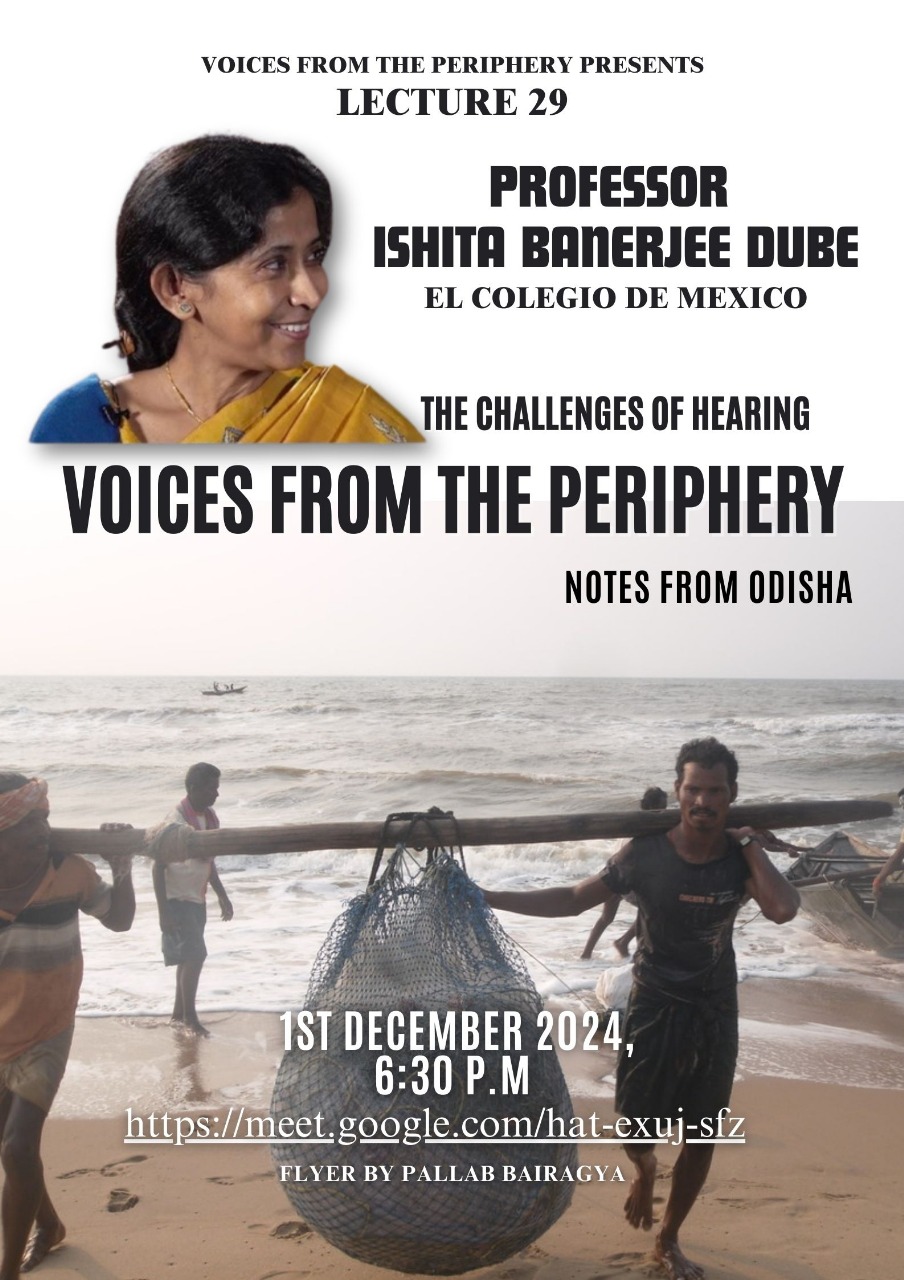 VOICES FROM THE PERIPHERY PRESENTS
LECTURE 29
PROFESSOR
ISHITA BANERJEE DUBE
EL COLEGIO DE MEXICO
THE CHALLENGES OF HEARING
VOICES FROM THE PERIPHERY
NOTES FROM ODISHA
1ST DECEMBER 2024,
6:30 P.M
https://meet.google.com/hat-exuj-sfz
FLYER BY PALLAB BAIRAGYA